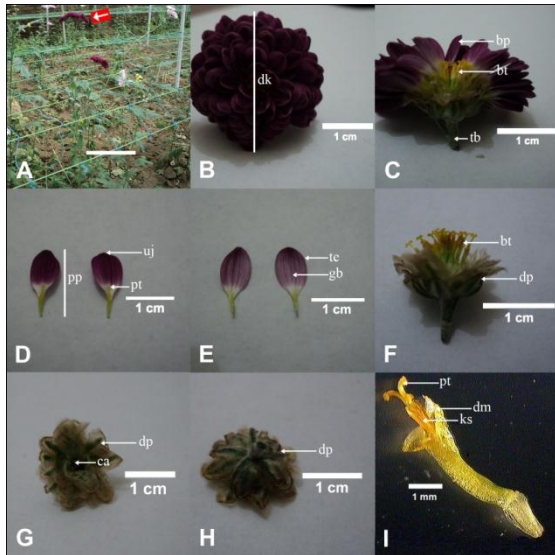 A
dk
1 cm
B
bp
bt
tb
1 cm
C
pp
uj
pt
1 cm
D
te
gb
1 cm
E
bt
dp
1 cm
F
dp
ca
1 cm
G
dp
1 cm
H
pt
dm
ks
1 mm
I